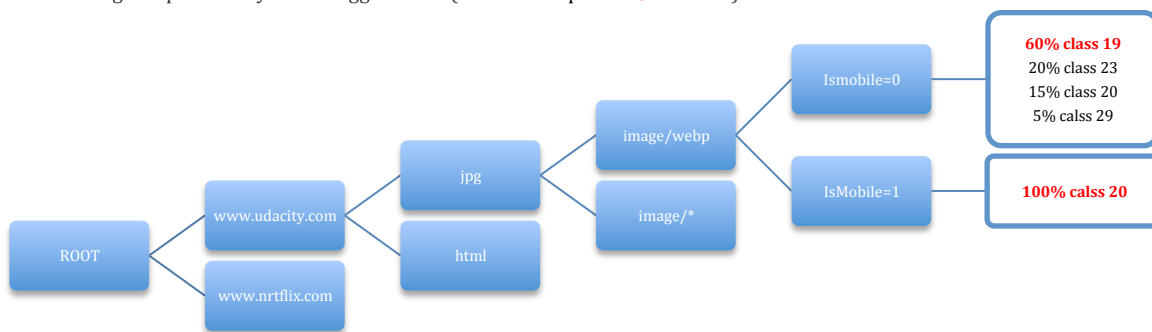 60% class 19
20% class 23
15% class 20
5% calss 29
Ismobile=0
image/webp
jpg
IsMobile=1
100% calss 20
www.udacity.com
image/*
ROOT
html
www.nrtflix.com